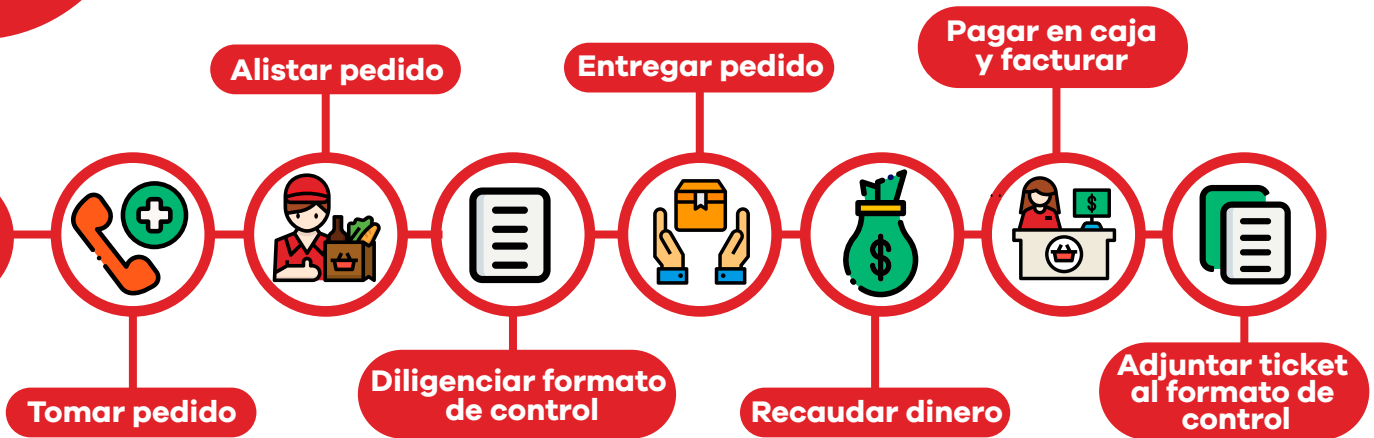 Tomar pedido
Alistar pedido
Diligenciar formato
de control
Entregar pedido
Recaudar dinero
$
Pagar en caja
y facturar
$
Adjuntar ticket
al formato de
control